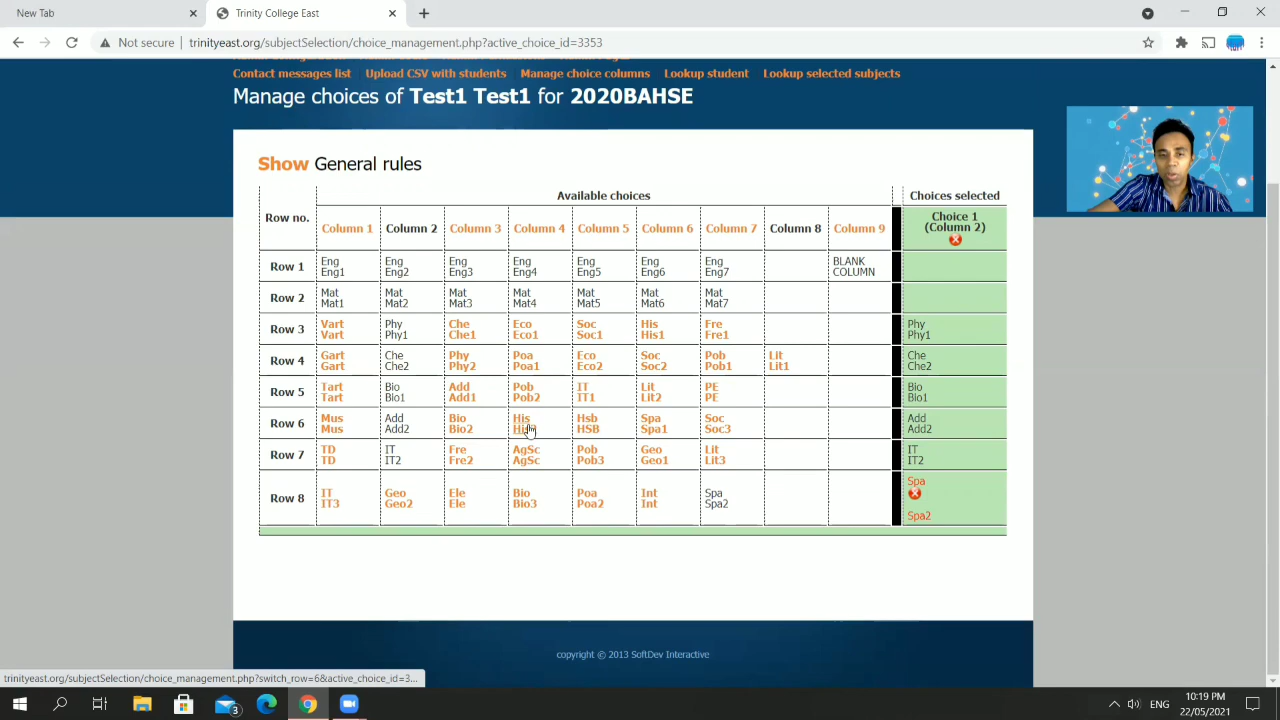 New Tab
Trinity College East
Not secure
trinityeast.org/subjectSelection/choice_management.php?active_choice_id=3353
Contact messages list Upload CSV with students Manage choice columns Lookup student Lookup selected subjects
Manage choices of Test1 Test1 for 2020BAHSE
Show General rules
Row no. Available choices Choices selected
Column 1 Column 2 Column 3 Column 4 Column 5 Column 6 Column 7 Column 8 Column 9 Choice 1
(Column 2)
Row 1 Eng Eng Eng Eng Eng Eng Eng BLANK
Eng1 Eng2 Eng3 Eng4 Eng5 Eng6 Eng7 COLUMN
Row 2 Mat Mat Mat Mat Mat Mat Mat
Mat1 Mat2 Mat3 Mat4 Mat5 Mat6 Mat7
Row 3 Vart Phy Che Eco Soc His Fre Phy
Vart Phy1 Che1 Eco1 Soc1 His1 Fre1 Phy1
Row 4 Gart Che Phy Poa Eco Soc Pob Lit Che
Gart Che2 Phy2 Poa1 Eco2 Soc2 Pob1 Lit1 Che2
Row 5 Tart Bio Add Pob IT Lit PE Bio
Tart Bio1 Add1 Pob2 IT1 Lit2 PE Bio1
Row 6 Mus Add Bio His Hsb Spa Soc Add
Mus Add2 Bio2 HSB Spa1 Soc3 Add2
Row 7 TD IT Fre AgSc Pob Geo Lit IT
TD IT2 Fre2 AgSc Pob3 Geo1 Lit3 IT2
Row 8 IT Geo Ele Bio Poa Int Spa Spa
IT3 Geo2 Ele Bio3 Poa2 Int Spa2 Spa2
copyright © 2013 SoftDev Interactive
trinityeast.org/subjectSelection/choice_management.php?switch_row=6&active_choice_id=3...
3
ENG
10:19 PM
22/05/2021